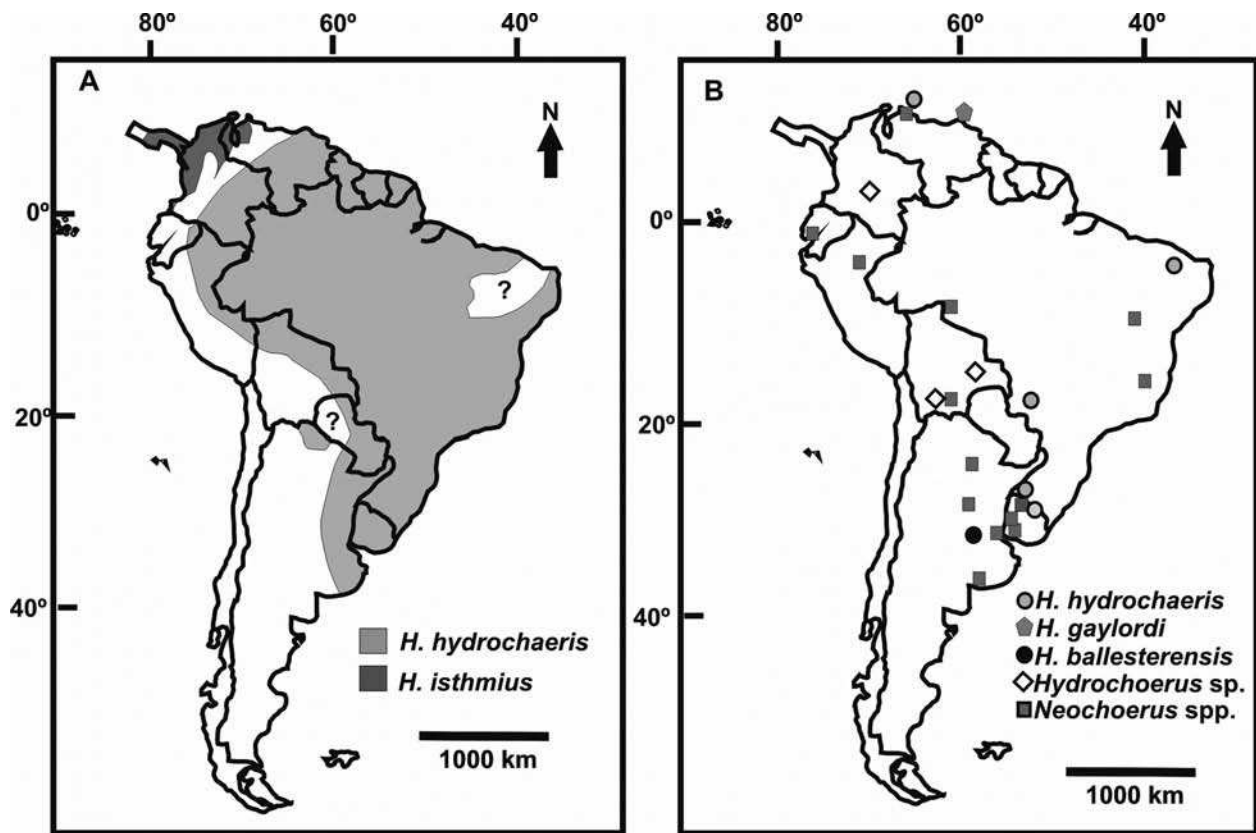 80º 60º 40º
A
N
0º
?
20º
?
40º
H. hydrochaeris
H. isthmius
1000 km
80º 60º 40º
B
N
0º
20º
40º
H. hydrochaeris
H. gaylordi
H. ballesterensis
Hydrochoerus sp.
Neochoerus spp.
1000 km